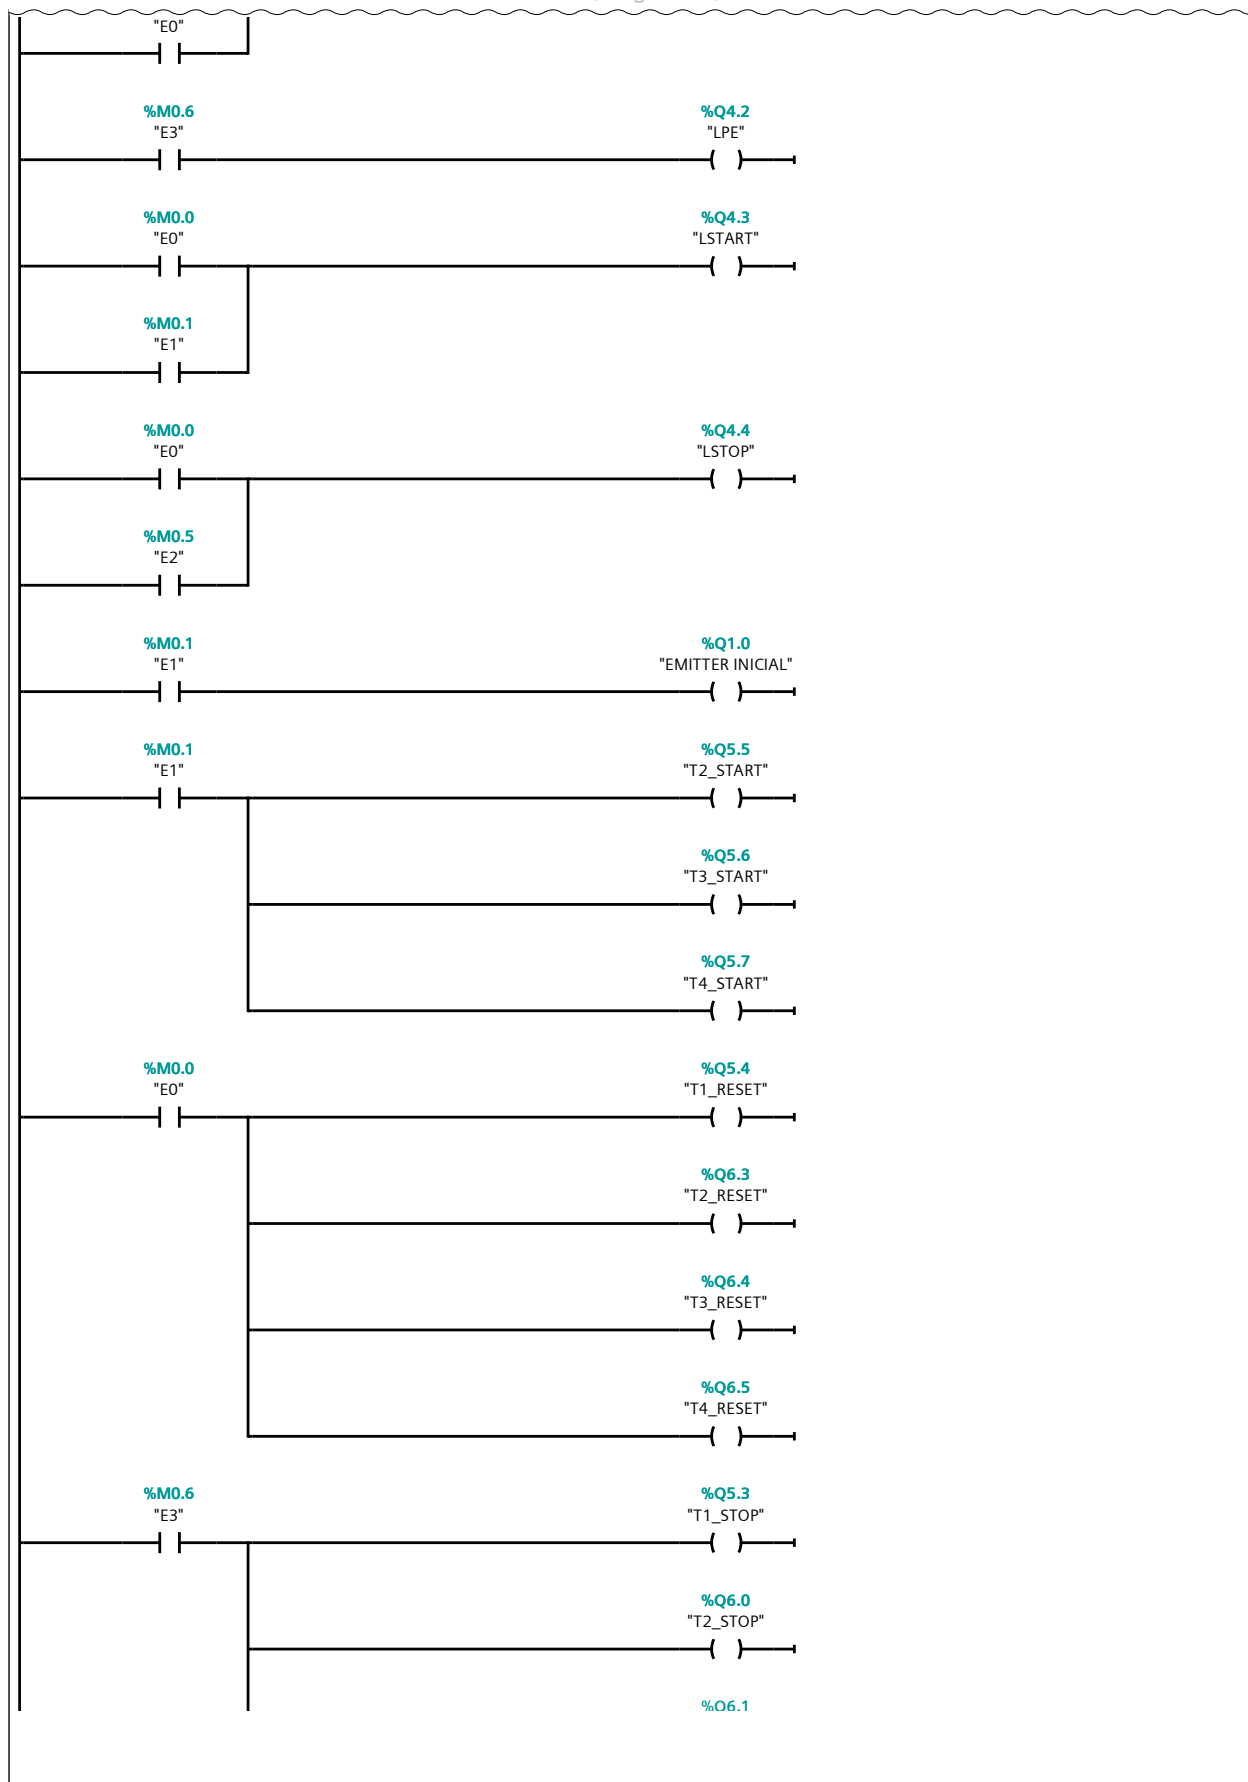 "E0"
%M0.6 %Q4.2
"E3" "LPE"
%M0.0 %Q4.3
"E0" "LSTART"
%M0.1
"E1"
%M0.0 %Q4.4
"E0" "LSTOP"
%M0.5
"E2"
%M0.1 %Q1.0
"E1" "EMITTER INICIAL"
%M0.1 %Q5.5
"E1" "T2_START"
%Q5.6
"T3_START"
%Q5.7
"T4_START"
%M0.0 %Q5.4
"E0" "T1_RESET"
%Q6.3
"T2_RESET"
%Q6.4
"T3_RESET"
%Q6.5
"T4_RESET"
%M0.6 %Q5.3
"E3" "T1_STOP"
%Q6.0
"T2_STOP"
%Q6.1